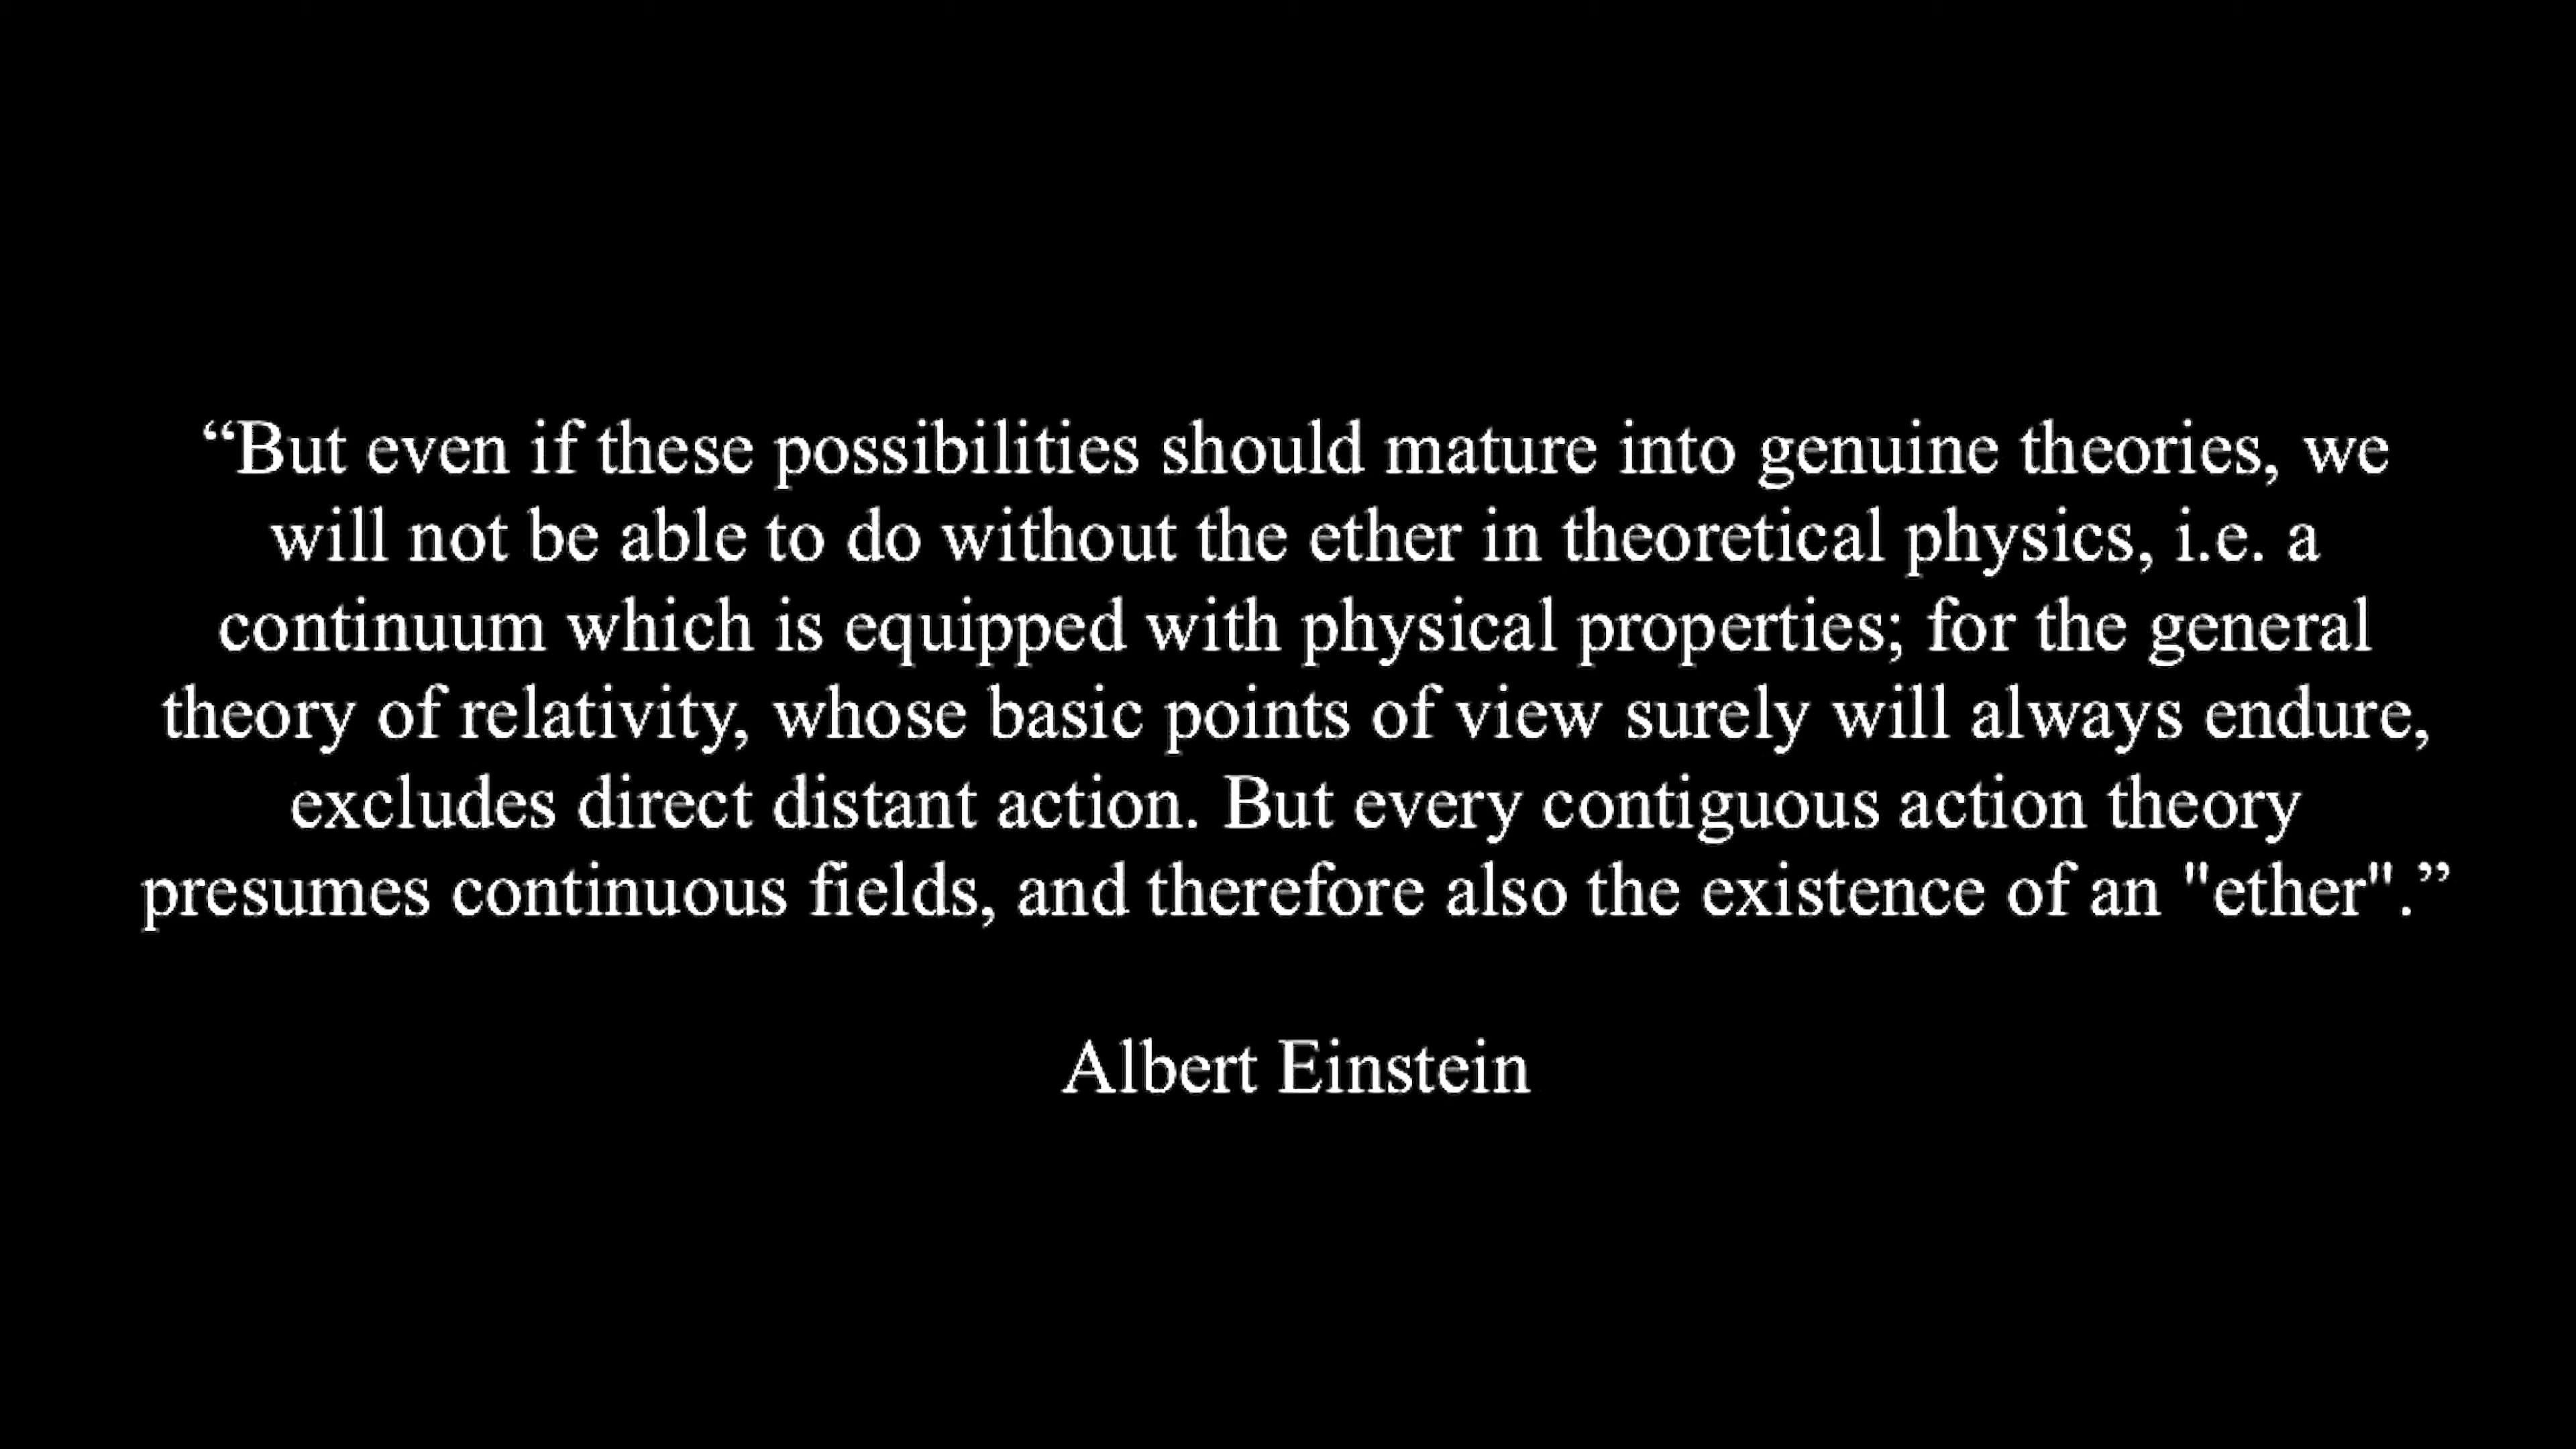 “But even if these possibilities should mature into genuine theories, we
will not be able to do without the ether in theoretical physics, i.e. a
continuum which is equipped with physical properties; for the general
theory of relativity, whose basic points of view surely will always endure,
excludes direct distant action. But every contiguous action theory
presumes continuous fields, and therefore also the existence of an "ether".”
Albert Einstein